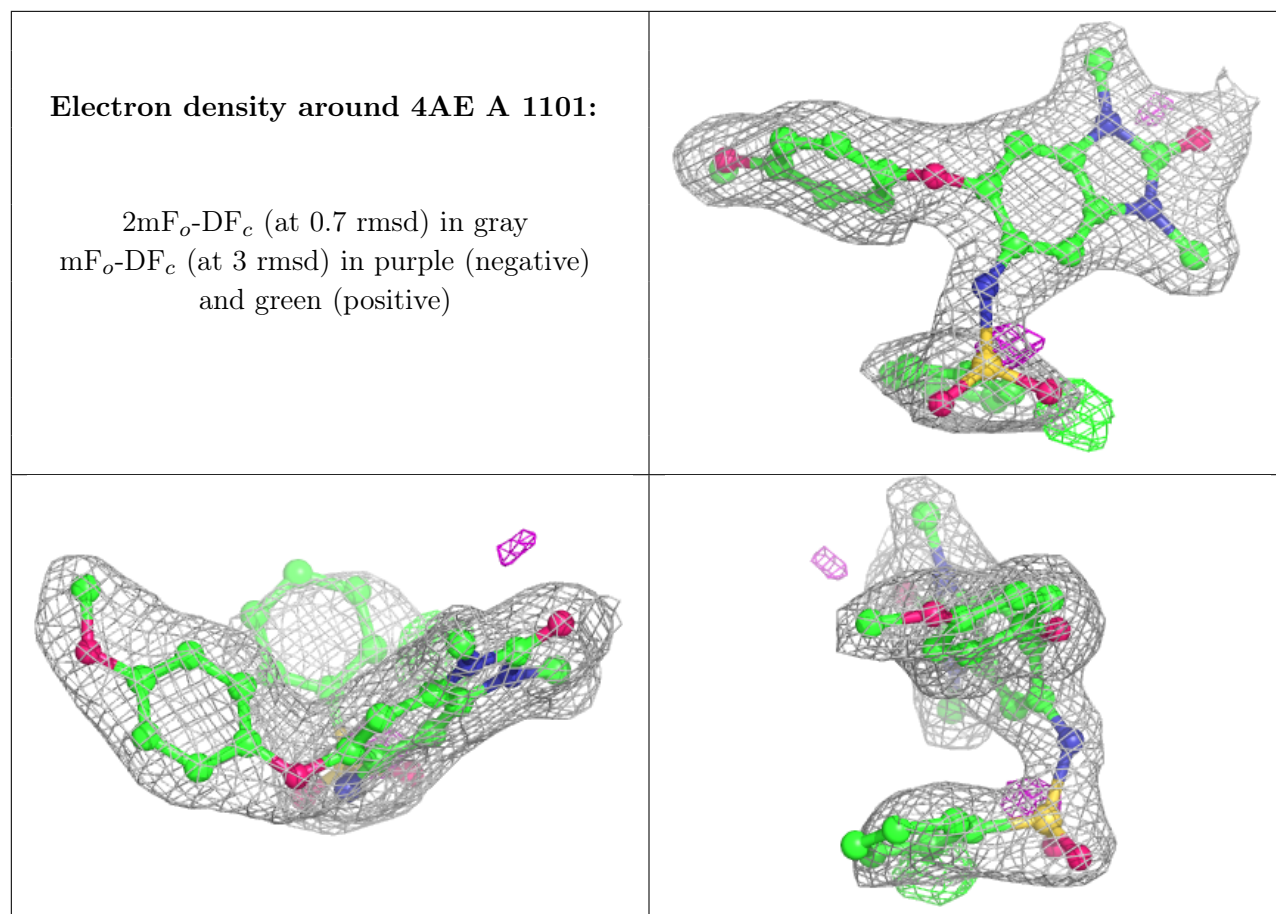 Electron density around 4AE A 1101:
2mFₒ-DF𝒸 (at 0.7 rmsd) in gray
mFₒ-DF𝒸 (at 3 rmsd) in purple (negative)
and green (positive)